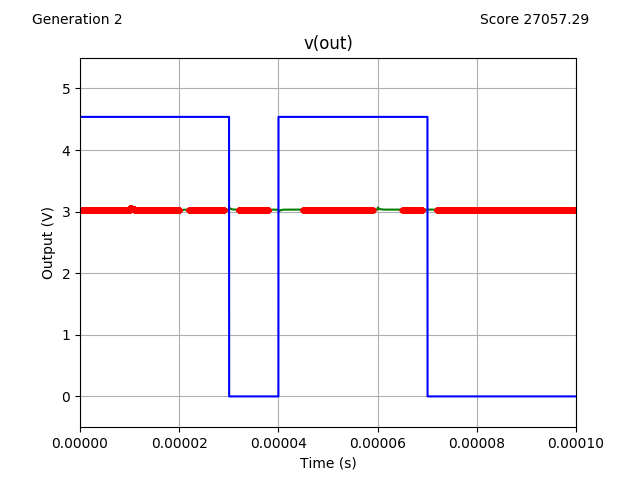 Generation 2
Score 27057.29
v(out)
Output (V)
5
4
3
2
1
0
0.00000
0.00002
0.00004
0.00006
0.00008
0.00010
Time (s)